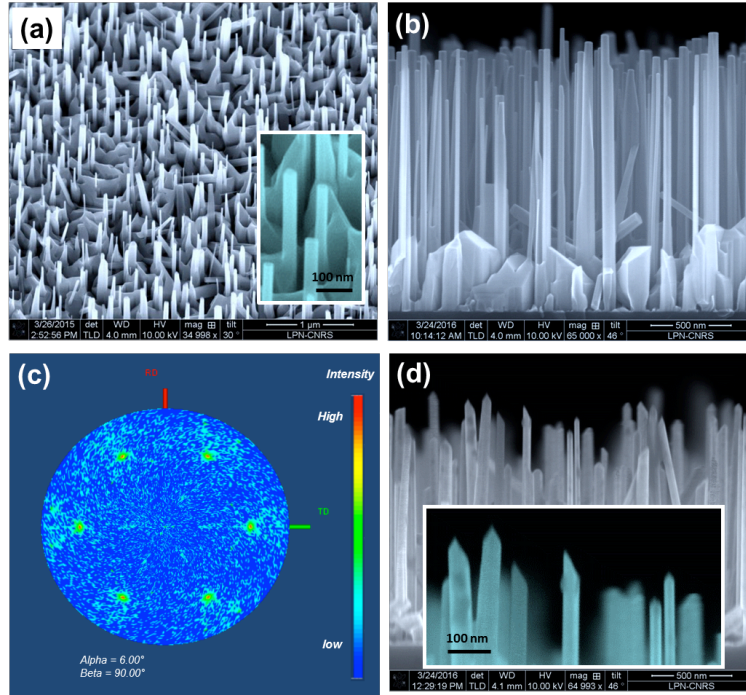 (a)
100 nm
3/26/2015 det WD HV mag ⊞ tilt 1 µm
2:52:56 PM TLD 4.0 mm 10.00 kV 34 998 x 30 ° LPN-CNRS
(b)
3/24/2016 det WD HV mag ⊞ tilt 500 nm
10:14:12 AM TLD 4.0 mm 10.00 kV 65 000 x 46 ° LPN-CNRS
(c)
RD
Intensity
High
TD
low
Alpha = 6.00°
Beta = 90.00°
(d)
100 nm
3/24/2016 det WD HV mag ⊞ tilt 500 nm
12:29:19 PM TLD 4.1 mm 10.00 kV 64 993 x 46 ° LPN-CNRS